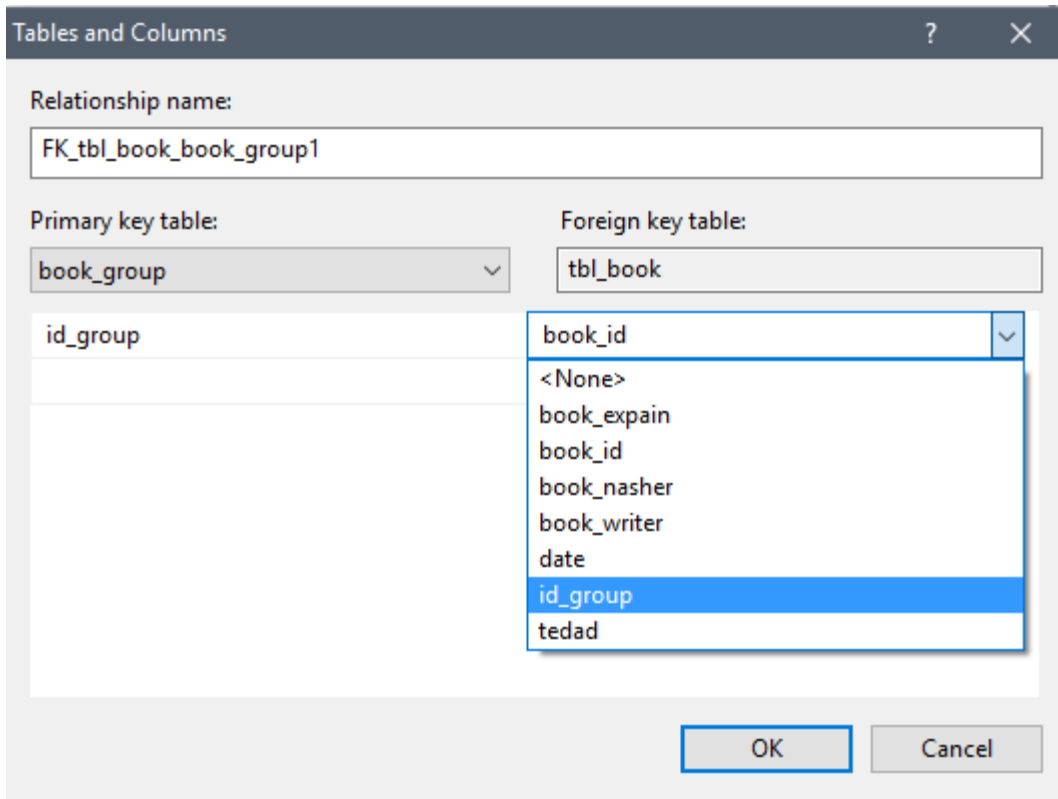 Tables and Columns ?
Relationship name:
FK_tbl_book_book_group1
Primary key table: Foreign key table:
book_group tbl_book
id_group book_id
<None>
book_expain
book_id
book_nasher
book_writer
date
id_group
tedad
OK Cancel